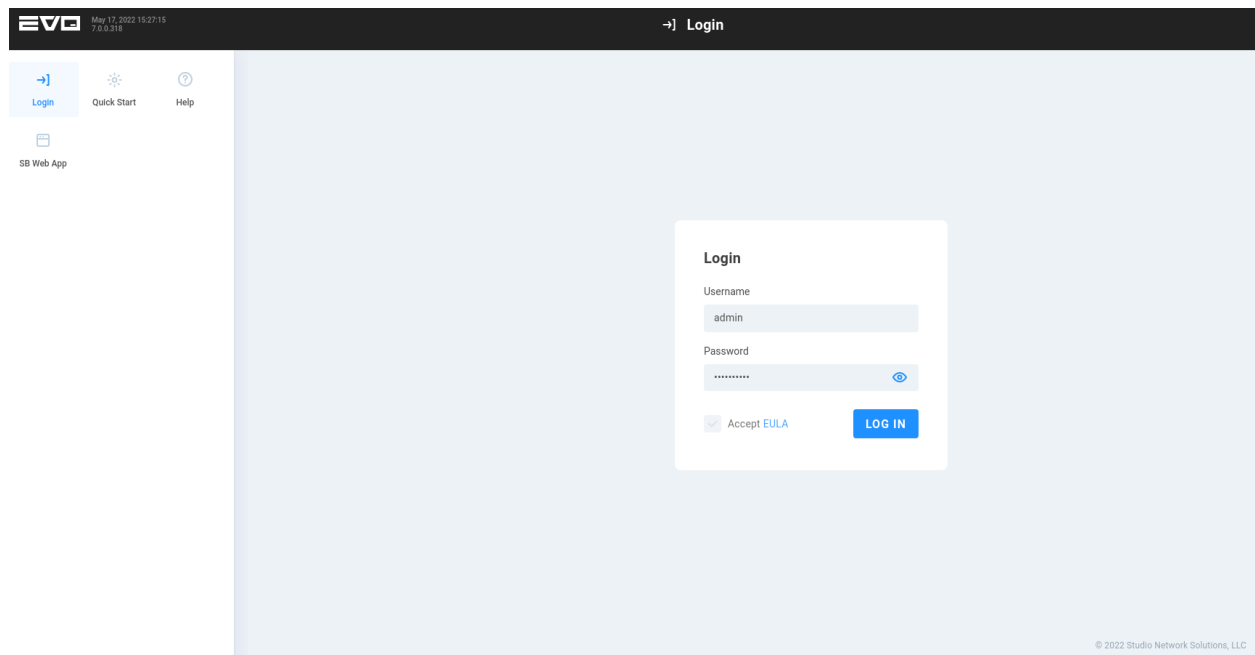 EVO
May 17, 2022 15:27:15
7.0.0.318
Login
Login
Quick Start
Help
SB Web App
Login
Username
admin
Password
••••••••••
Accept EULA
LOG IN
© 2022 Studio Network Solutions, LLC